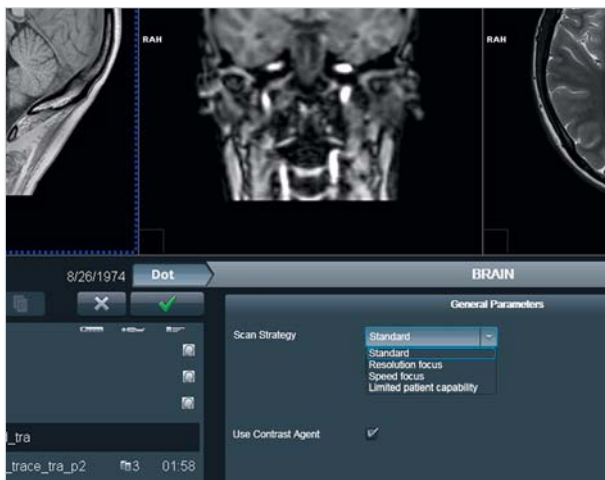 RAH
RAH
8/26/1974
Dot
BRAIN
General Parameters
Scan Strategy
Standard
Standard
Resolution focus
Speed focus
Limited patient capability
Use Contrast Agent
_tra
_trace_tra_p2
3
01:58